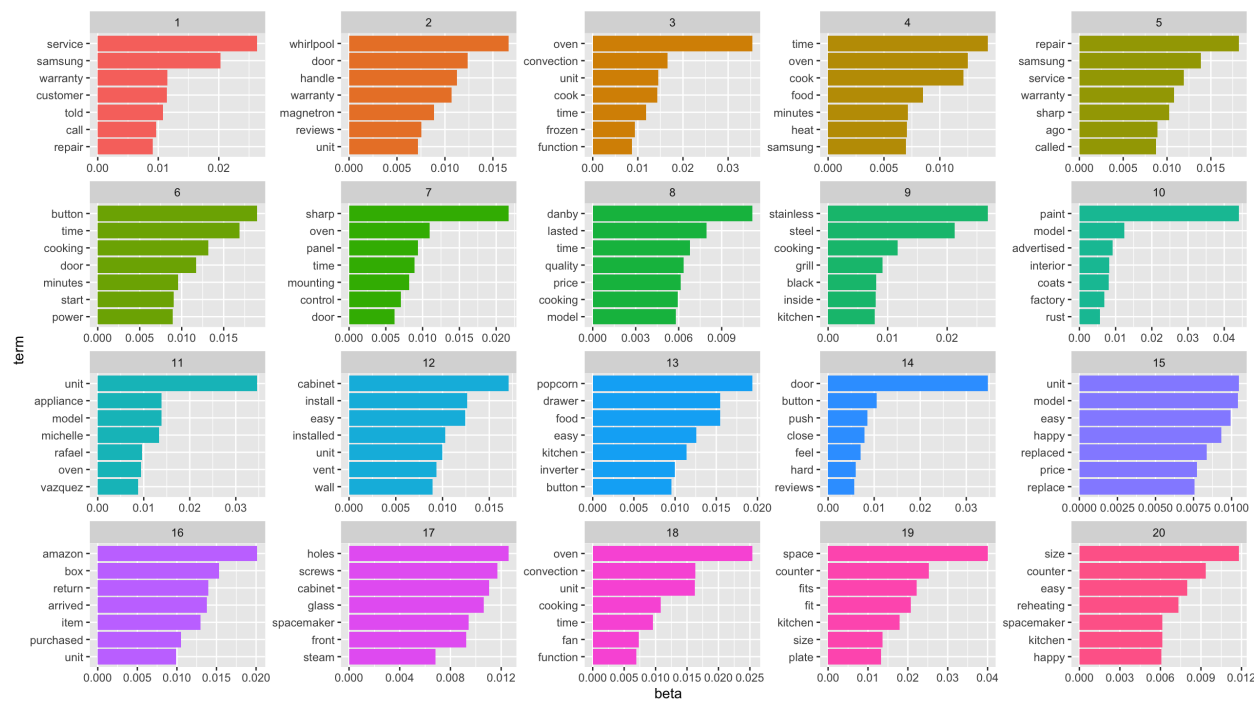 1
service
samsung
warranty
customer
told
call
repair
0.00 0.01 0.02
2
whirlpool
door
handle
warranty
magnetron
reviews
unit
0.000 0.005 0.010 0.015
3
oven
convection
unit
cook
time
frozen
function
0.00 0.01 0.02 0.03
4
time
oven
cook
food
minutes
heat
samsung
0.000 0.005 0.010
5
repair
samsung
service
warranty
sharp
ago
called
0.000 0.005 0.010 0.015
6
button
time
cooking
door
minutes
start
power
0.000 0.005 0.010 0.015
7
sharp
oven
panel
time
mounting
control
door
0.000 0.005 0.010 0.015 0.020
8
danby
lasted
time
quality
price
cooking
model
0.000 0.003 0.006 0.009
9
stainless
steel
cooking
grill
black
inside
kitchen
0.00 0.01 0.02
10
paint
model
advertised
interior
coats
factory
rust
0.00 0.01 0.02 0.03 0.04
term
11
unit
appliance
model
michelle
rafael
oven
vazquez
0.00 0.01 0.02 0.03
12
cabinet
install
easy
installed
unit
vent
wall
0.000 0.005 0.010 0.015
13
popcorn
drawer
food
easy
kitchen
inverter
button
0.000 0.005 0.010 0.015 0.020
14
door
button
push
close
feel
hard
reviews
0.00 0.01 0.02 0.03
15
unit
model
easy
happy
replaced
price
replace
0.0000 0.0025 0.0050 0.0075 0.0100
16
amazon
box
return
arrived
item
purchased
unit
0.000 0.005 0.010 0.015 0.020
17
holes
screws
cabinet
glass
spacemaker
front
steam
0.000 0.004 0.008 0.012
18
oven
convection
unit
cooking
time
fan
function
0.000 0.005 0.010 0.015 0.020 0.025
19
space
counter
fits
fit
kitchen
size
plate
0.00 0.01 0.02 0.03 0.04
20
size
counter
easy
reheating
spacemaker
kitchen
happy
0.000 0.003 0.006 0.009 0.012
beta